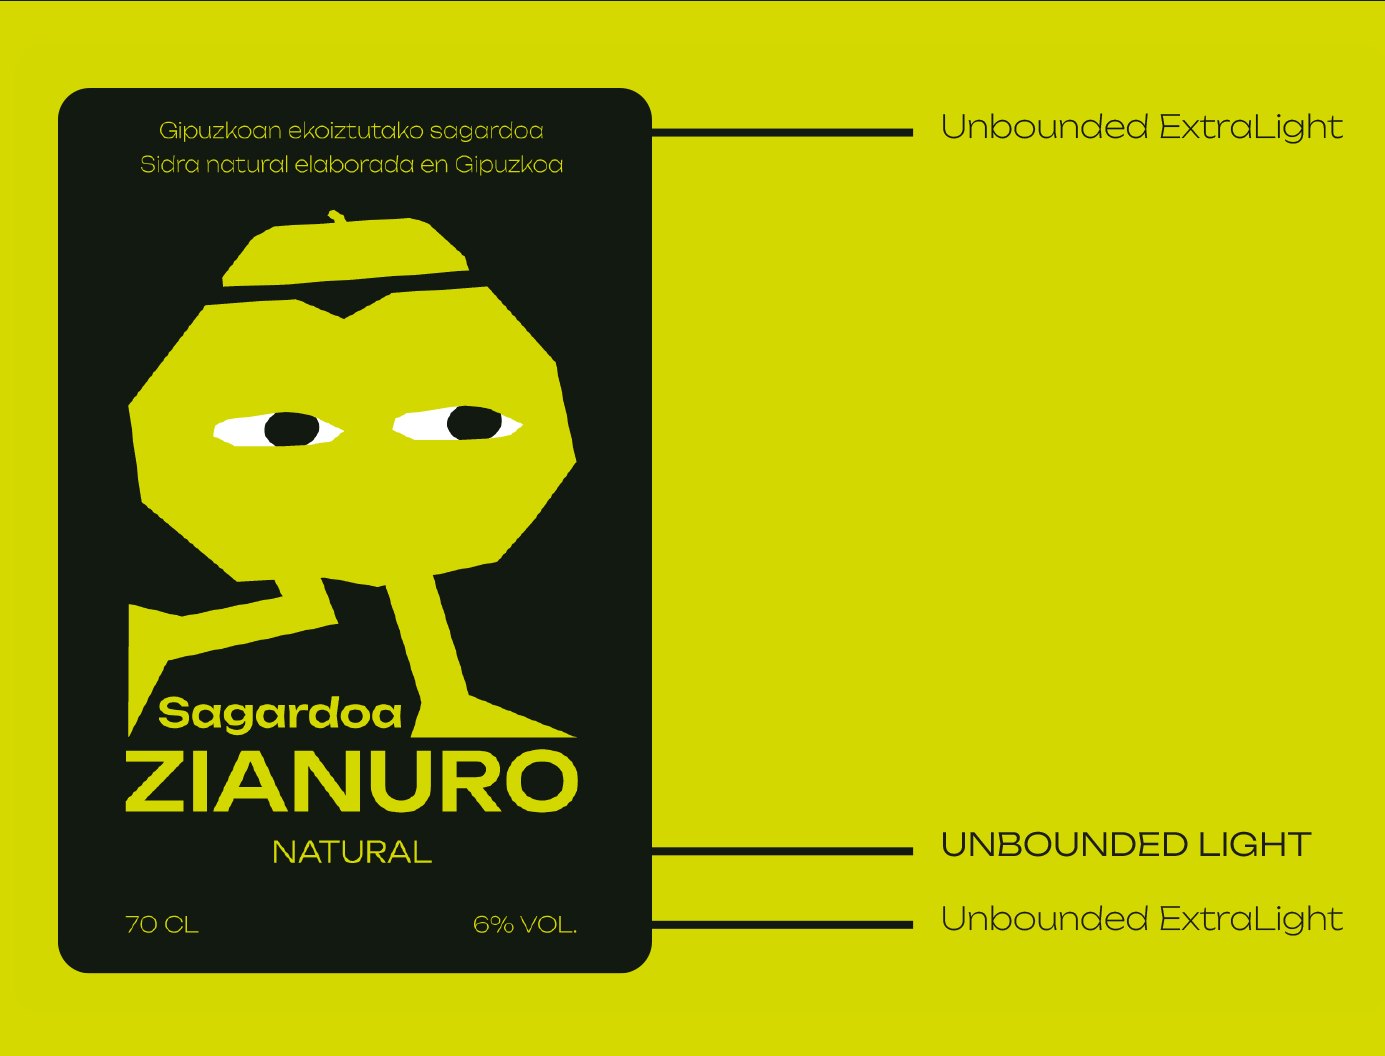 Gipuzkoan ekoiztutako sagardoa
Sidra natural elaborada en Gipuzkoa
Unbounded ExtraLight
Sagardoa
ZIANURO
NATURAL
UNBOUNDED LIGHT
70 CL
6% VOL.
Unbounded ExtraLight